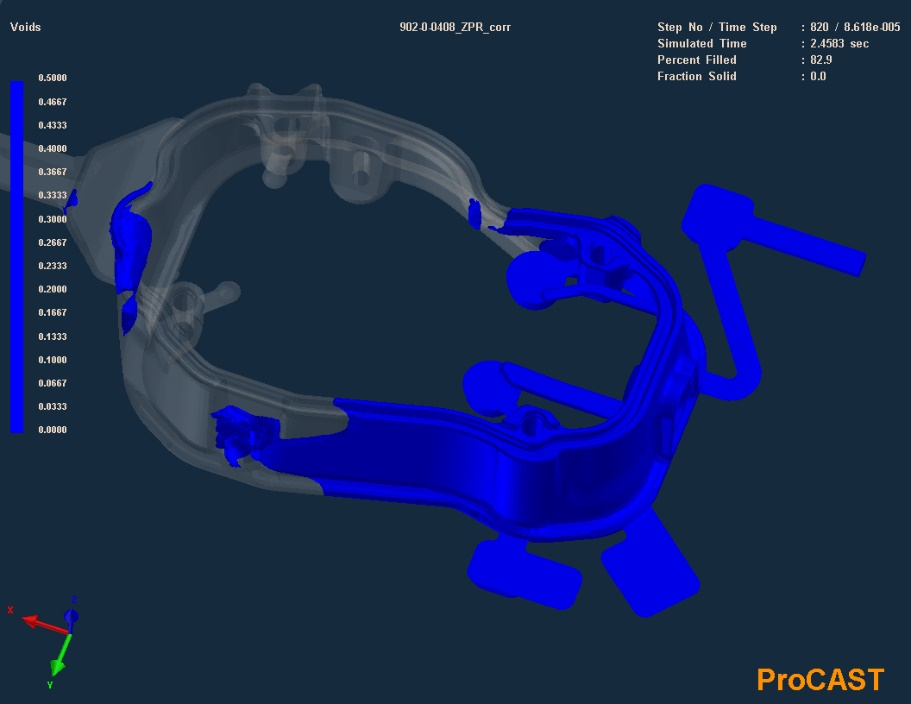 Voids
902-0-0408_ZPR_corr
Step No / Time Step : 820 / 8.618e-005
Simulated Time : 2.4583 sec
Percent Filled : 82.9
Fraction Solid : 0.0
0.5000
0.4667
0.4333
0.4000
0.3667
0.3333
0.3000
0.2667
0.2333
0.2000
0.1667
0.1333
0.1000
0.0667
0.0333
0.0000
X
Z
Y
ProCAST